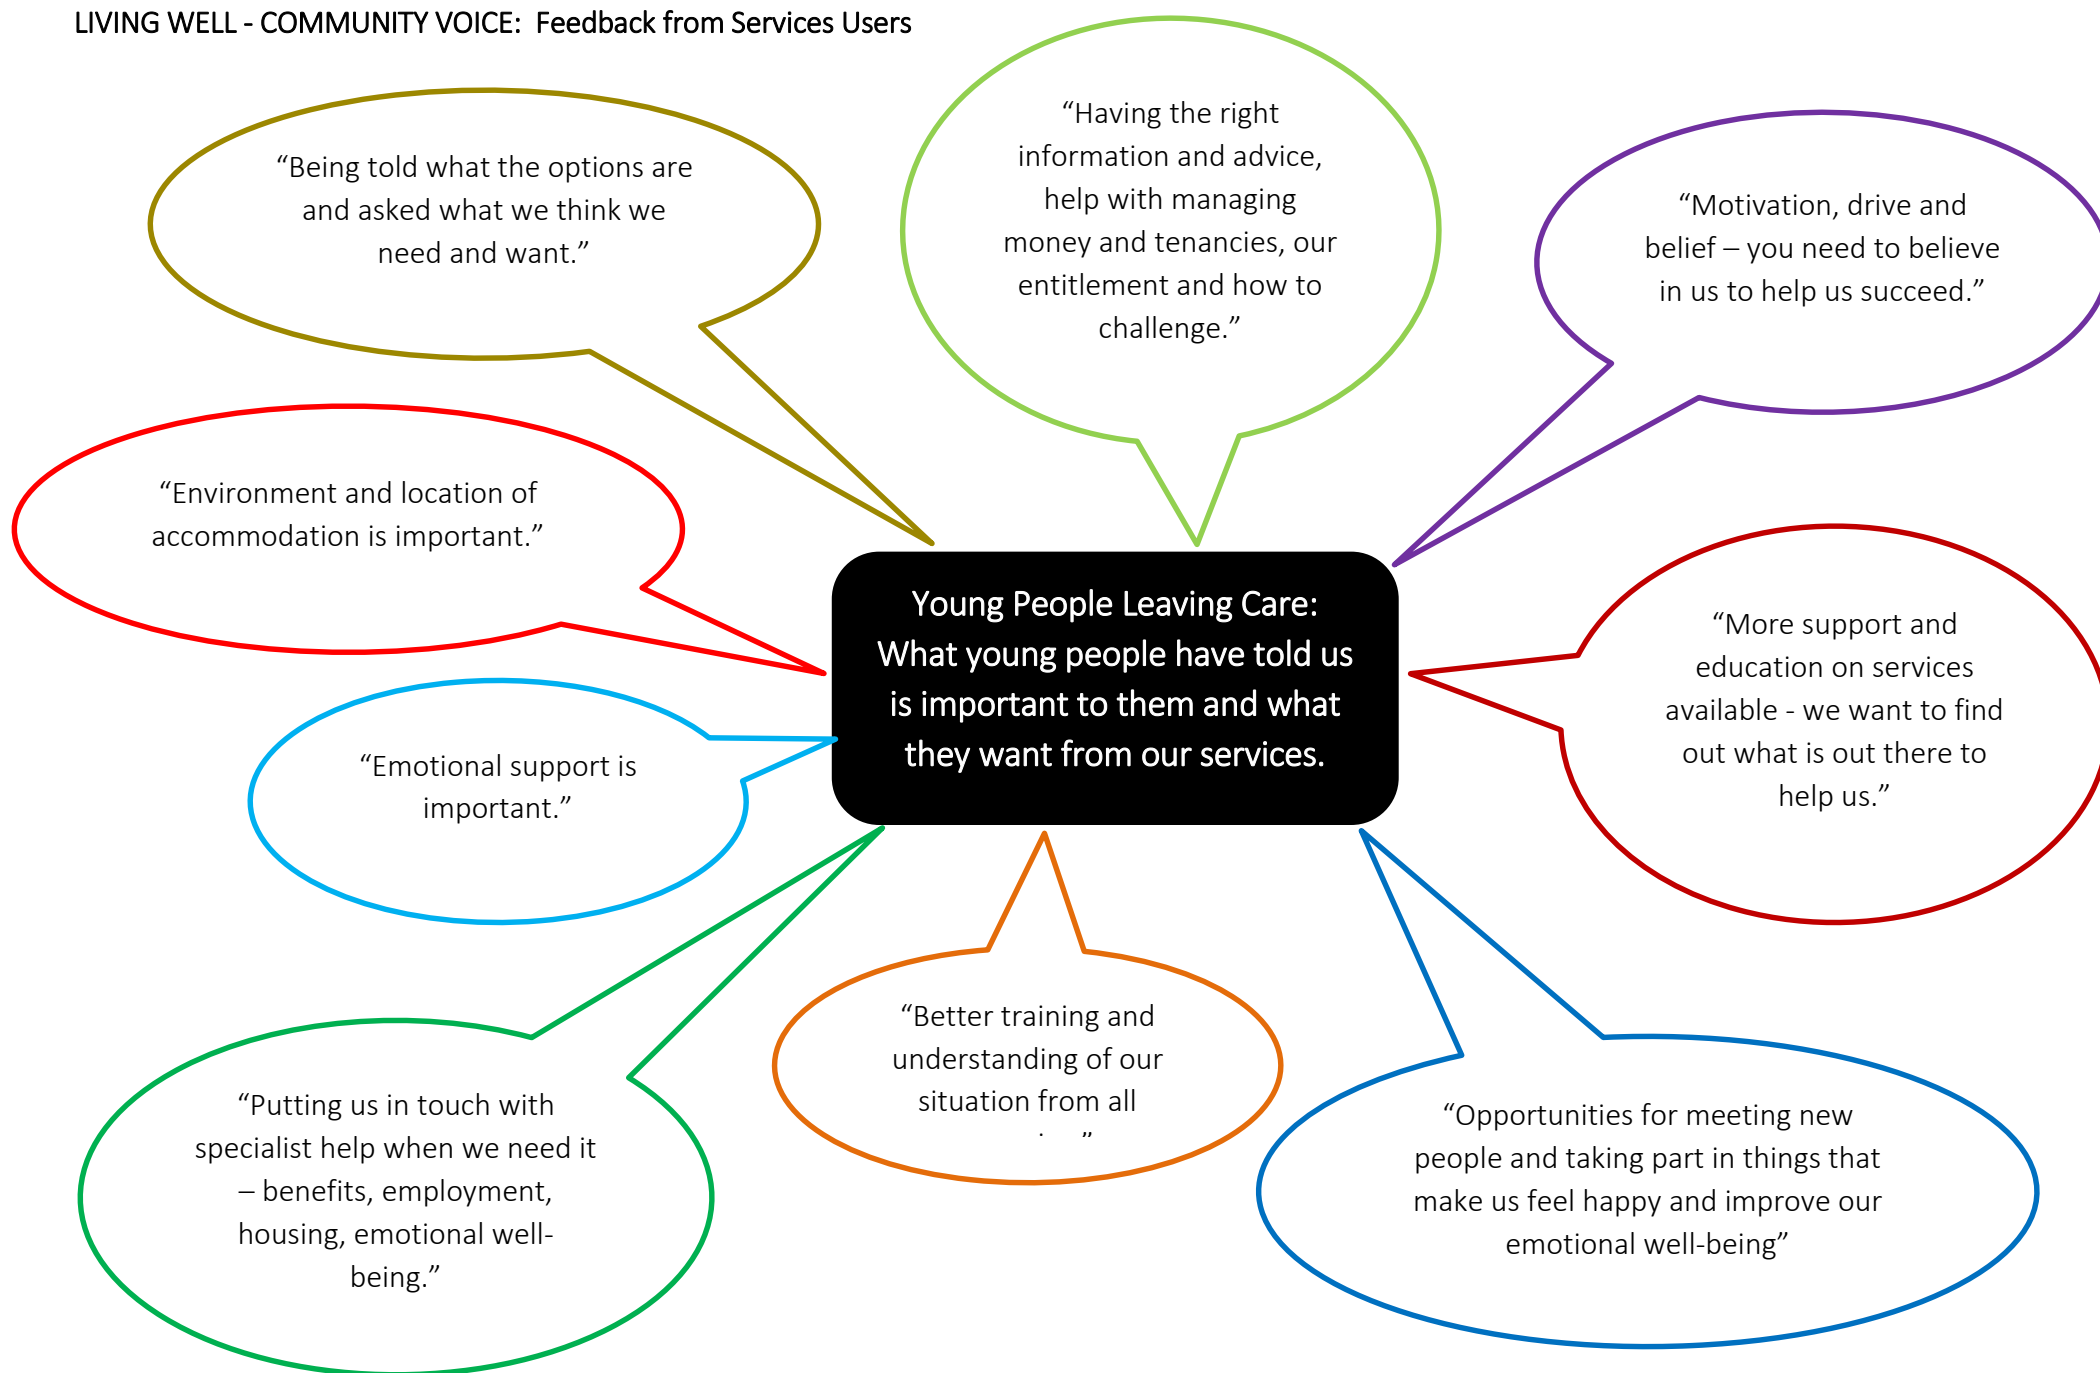 LIVING WELL - COMMUNITY VOICE:  Feedback from Services Users
“Being told what the options are
and asked what we think we
need and want.”
“Having the right
information and advice,
help with managing
money and tenancies, our
entitlement and how to
challenge.”
“Motivation, drive and
belief – you need to believe
in us to help us succeed.”
“Environment and location of
accommodation is important.”
Young People Leaving Care:
What young people have told us
is important to them and what
they want from our services.
“More support and
education on services
available - we want to find
out what is out there to
help us.”
“Emotional support is
important.”
“Putting us in touch with
specialist help when we need it
– benefits, employment,
housing, emotional well-
being.”
“Better training and
understanding of our
situation from all
”
“Opportunities for meeting new
people and taking part in things that
make us feel happy and improve our
emotional well-being”